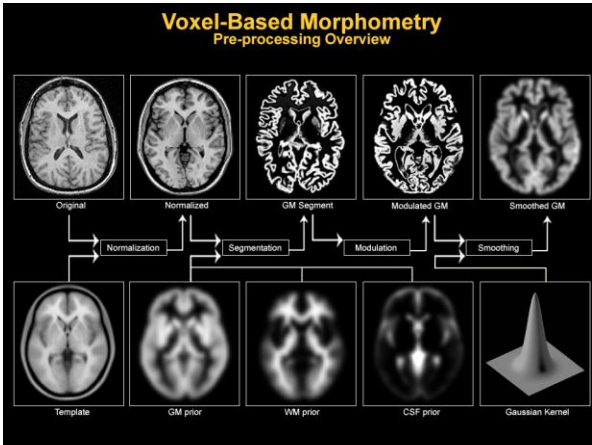 Voxel-Based Morphometry
Pre-processing Overview
Original
Normalized
GM Segment
Modulated GM
Smoothed GM
Normalization
Segmentation
Modulation
Smoothing
Template
GM prior
WM prior
CSF prior
Gaussian Kernel